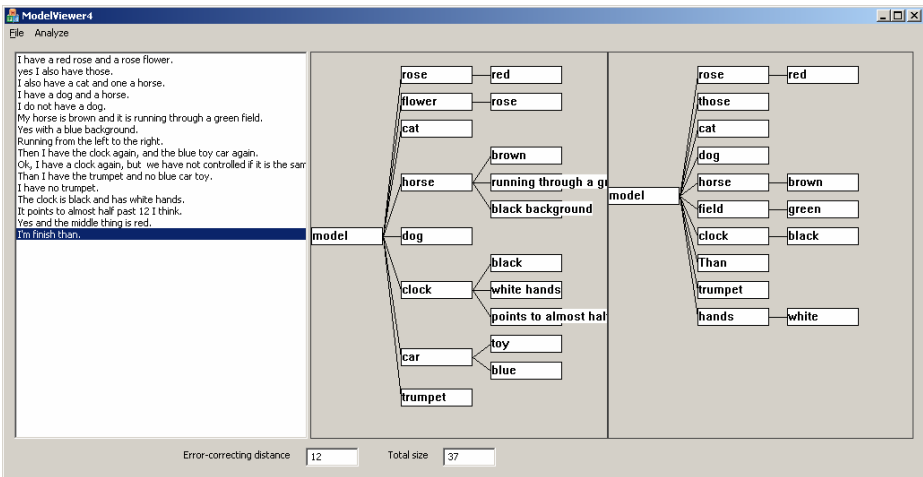 ModelViewer4
File Analyze
I have a red rose and a rose flower.
yes I also have those.
I also have a cat and one a horse.
I have a dog and a horse.
I do not have a dog.
My horse is brown and it is running through a green field.
Yes with a blue background.
Running from the left to the right.
Then I have the clock again, and the blue toy car again.
Ok, I have a clock again, but we have not controlled if it is the sam
Than I have the trumpet and no blue car toy.
I have no trumpet.
The clock is black and has white hands.
It points to almost half past 12 I think.
Yes and the middle thing is red.
I'm finish than.
model
rose red
flower rose
cat
horse
brown
running through a gr
black background
dog
clock
black
white hands
points to almost hal
car
toy
blue
trumpet
model
rose red
those
cat
dog
horse brown
field green
clock black
Than
trumpet
hands white
Error-correcting distance 12 Total size 37